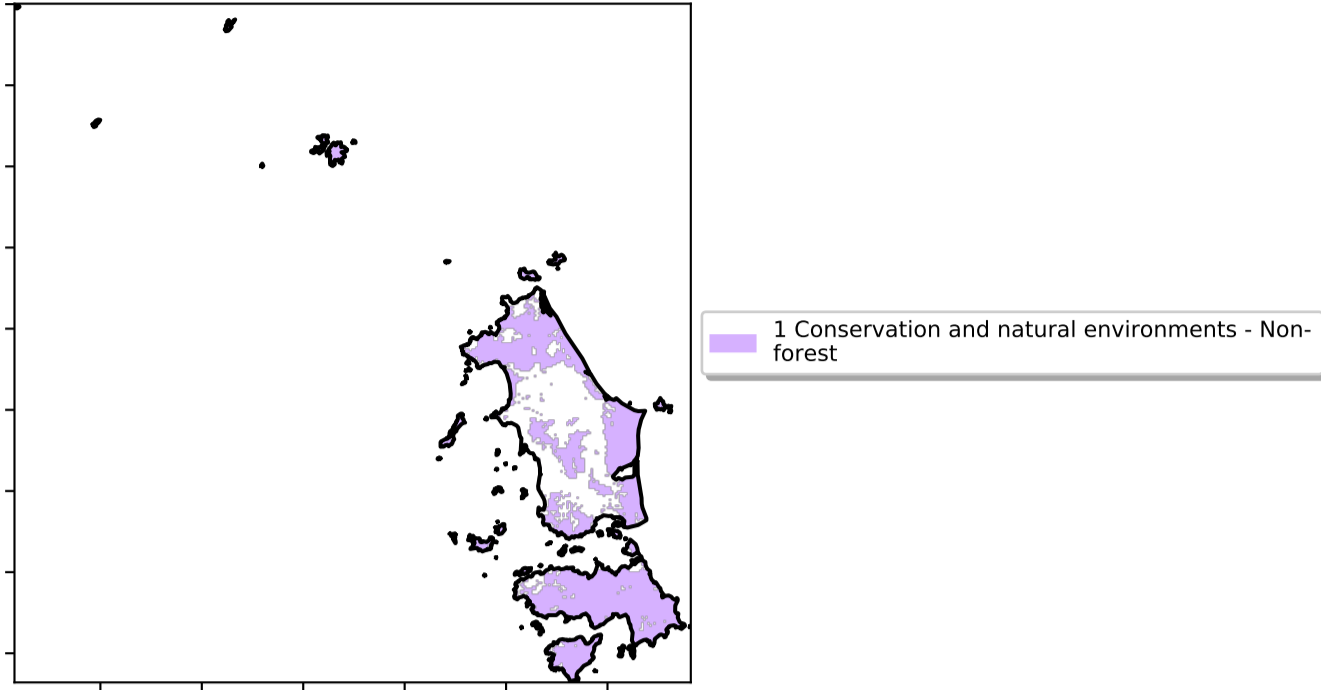 1 Conservation and natural environments - Non-
forest